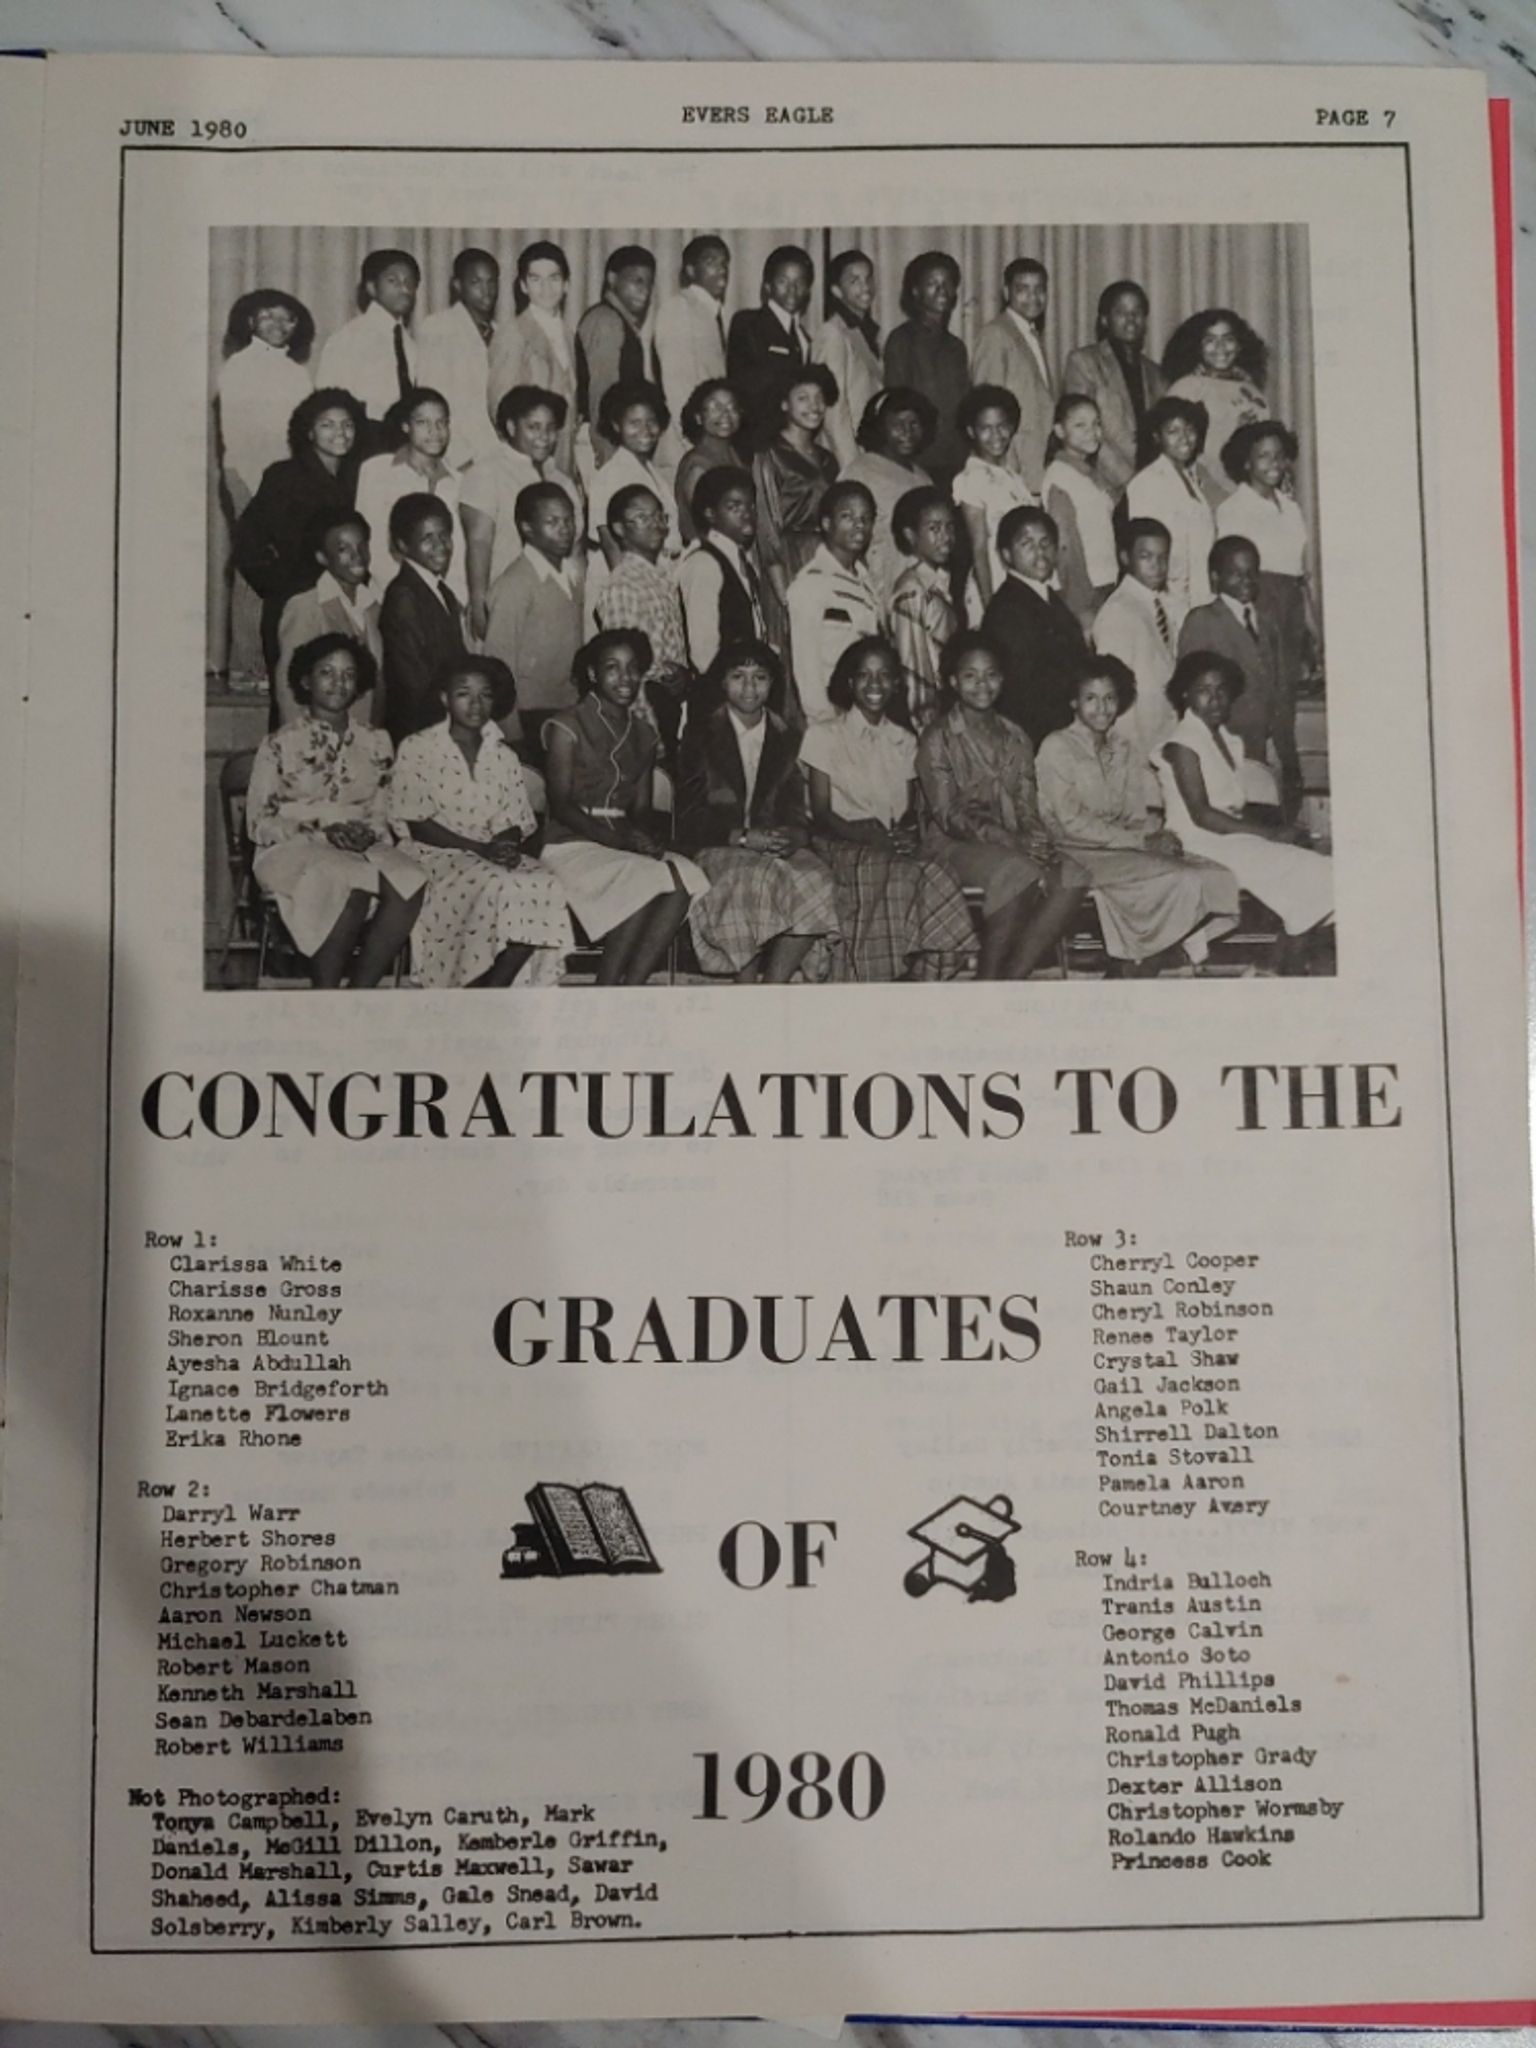 JUNE 1980
EVERS EAGLE
PAGE 7
CONGRATULATIONS TO THE
GRADUATES
OF
1980
Row 1:
Clarissa White
Charisse Gross
Roxanne Nunley
Sheron Blount
Ayesha Abdullah
Ignace Bridgeforth
Lanette Flowers
Erika Rhone
Row 2:
Darryl Warr
Herbert Shores
Gregory Robinson
Christopher Chatman
Aaron Newson
Michael Luckett
Robert Mason
Kenneth Marshall
Sean Debardelaben
Robert Williams
Not Photographed:
Tonya Campbell, Evelyn Caruth, Mark
Daniels, McGill Dillon, Kemberle Griffin,
Donald Marshall, Curtis Maxwell, Sawar
Shaheed, Alissa Simms, Gale Snead, David
Solsberry, Kimberly Salley, Carl Brown.
Row 3:
Cherryl Cooper
Shaun Conley
Cheryl Robinson
Renee Taylor
Crystal Shaw
Gail Jackson
Angela Polk
Shirrell Dalton
Tonia Stovall
Pamela Aaron
Courtney Avery
Row 4:
Indria Bulloch
Tranis Austin
George Calvin
Antonio Soto
David Phillips
Thomas McDaniels
Ronald Pugh
Christopher Grady
Dexter Allison
Christopher Wormsby
Rolando Hawkins
Princess Cook